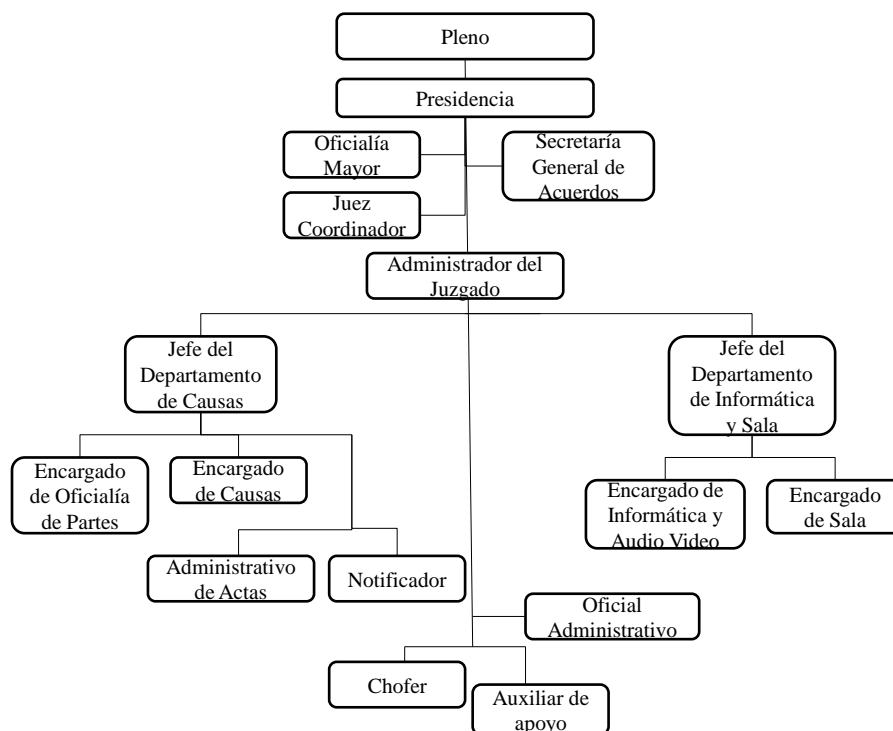 Pleno
Presidencia
Oficialía
Mayor
Secretaría
General de
Acuerdos
Juez
Coordinador
Administrador del
Juzgado
Jefe del
Departamento
de Causas
Jefe del
Departamento
de Informática
y Sala
Encargado
de Oficialía
de Partes
Encargado
de Causas
Encargado de
Informática y
Audio Video
Encargado
de Sala
Administrativo
de Actas
Notificador
Oficial
Administrativo
Chofer
Auxiliar de
apoyo